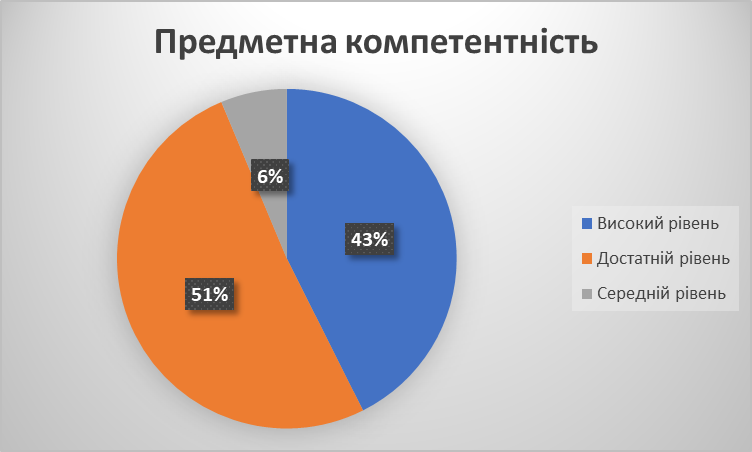 Предметна компетентність
6%
43%
51%
Високий рівень
Достатній рівень
Середній рівень